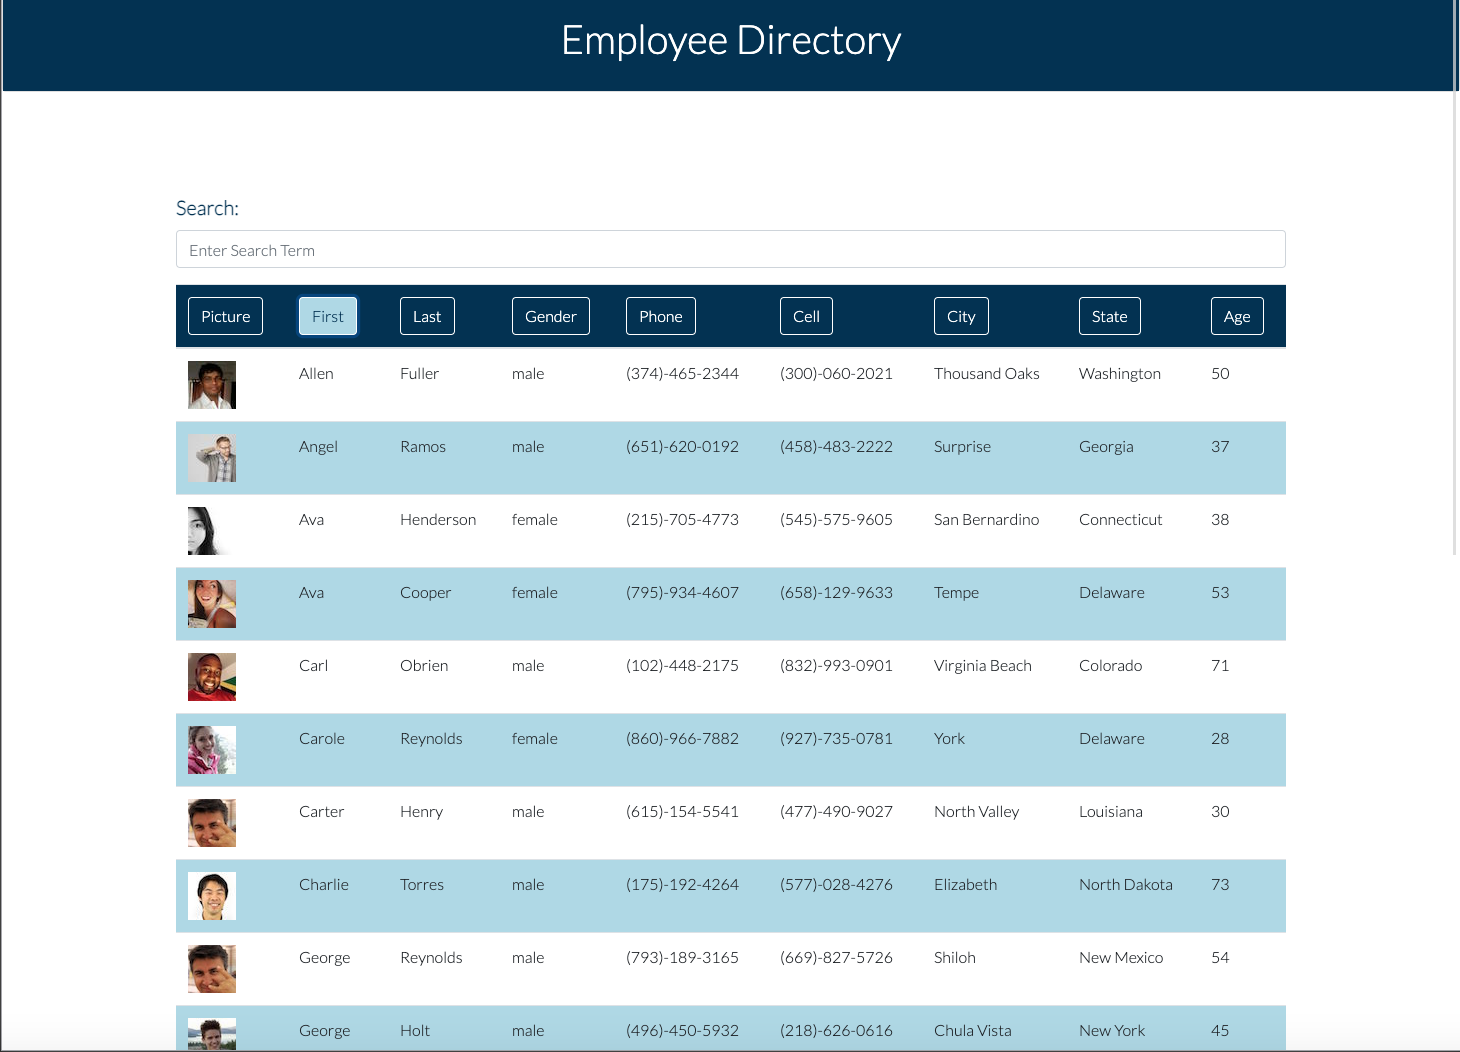 Employee Directory
Search:
Enter Search Term
Picture First Last Gender Phone Cell City State Age
Allen Fuller male (374)-465-2344 (300)-060-2021 Thousand Oaks Washington 50
Angel Ramos male (651)-620-0192 (458)-483-2222 Surprise Georgia 37
Ava Henderson female (215)-705-4773 (545)-575-9605 San Bernardino Connecticut 38
Ava Cooper female (795)-934-4607 (658)-129-9633 Tempe Delaware 53
Carl Obrien male (102)-448-2175 (832)-993-0901 Virginia Beach Colorado 71
Carole Reynolds female (860)-966-7882 (927)-735-0781 York Delaware 28
Carter Henry male (615)-154-5541 (477)-490-9027 North Valley Louisiana 30
Charlie Torres male (175)-192-4264 (577)-028-4276 Elizabeth North Dakota 73
George Reynolds male (793)-189-3165 (669)-827-5726 Shiloh New Mexico 54
George Holt male (496)-450-5932 (218)-626-0616 Chula Vista New York 45